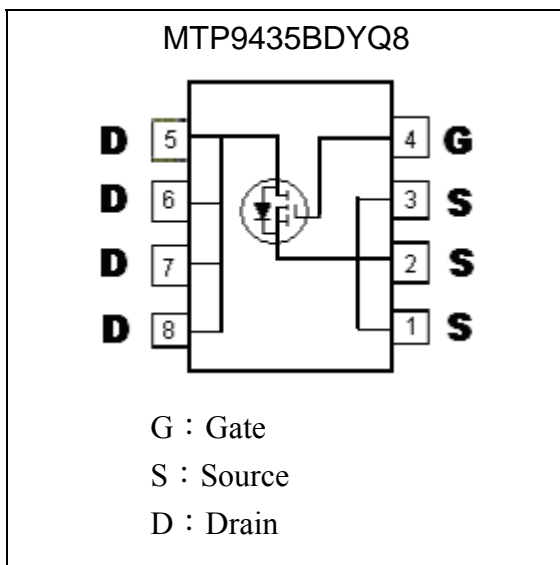 MTP9435BDYQ8
D 5 4 G
D 6 3 S
D 7 2 S
D 8 1 S
G：Gate
S：Source
D：Drain